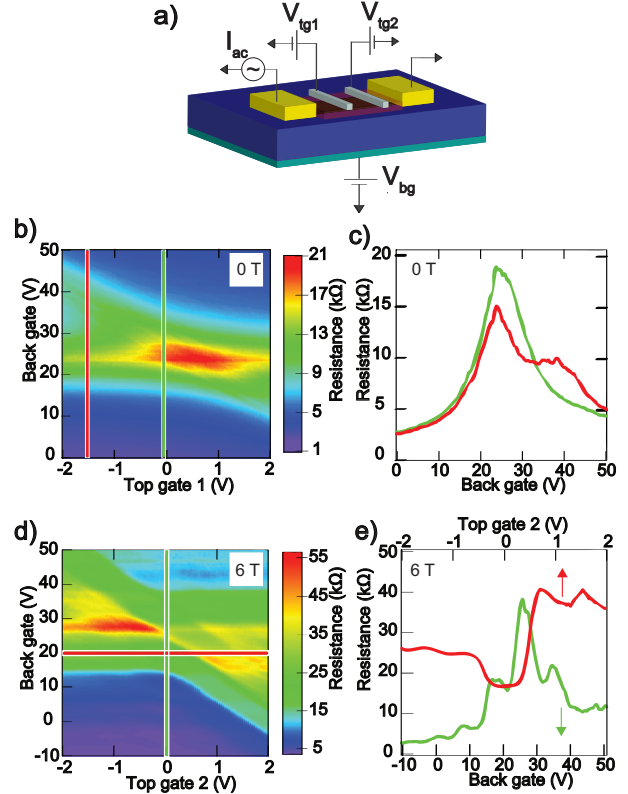 a)
V_tg1
V_tg2
I_ac
~
V_bg
b)
50
40
30
20
10
0
Back gate (V)
0 T
-2
-1
0
1
2
Top gate 1 (V)
21
17
13
9
5
1
Resistance (kΩ)
c)
20
15
10
5
0
Resistance (kΩ)
0 T
0
10
20
30
40
50
Back gate (V)
d)
50
40
30
20
10
0
-10
Back gate (V)
6 T
-2
-1
0
1
2
Top gate 2 (V)
55
45
35
25
15
5
Resistance (kΩ)
e)
Top gate 2 (V)
-2
-1
0
1
2
50
40
30
20
10
0
Resistance (kΩ)
6 T
-10
0
10
20
30
40
50
Back gate (V)